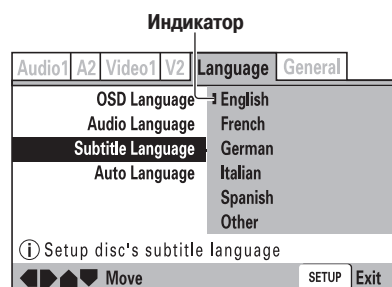 Индикатор
Audio1 A2 Video1 V2 Language General
OSD Language English
Audio Language French
Subtitle Language German
Auto Language Italian
Spanish
Other
i Setup disc's subtitle language
Move SETUP Exit